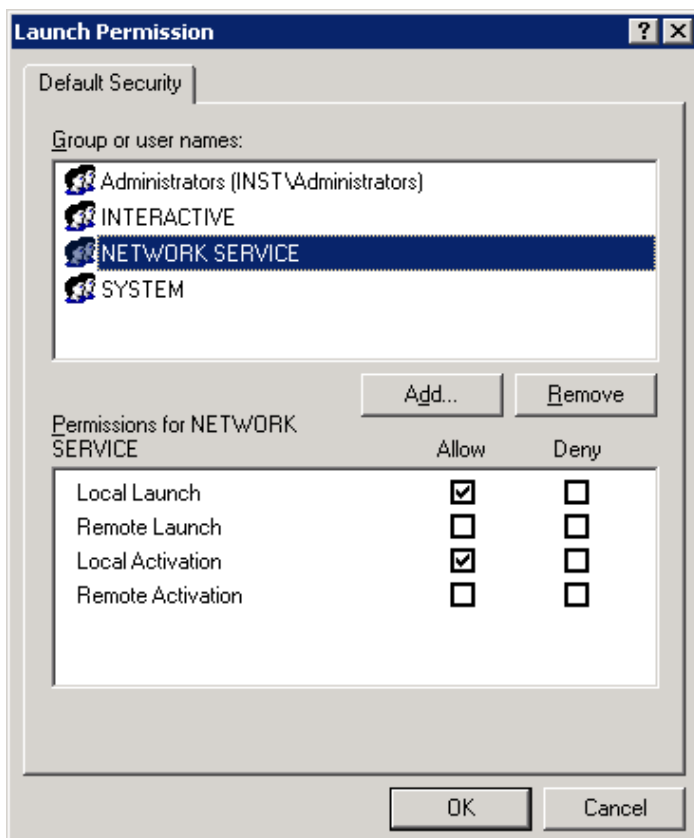 Launch Permission
Default Security
Group or user names:
Administrators (INST\Administrators)
INTERACTIVE
NETWORK SERVICE
SYSTEM
Add... Remove
Permissions for NETWORK
SERVICE Allow Deny
Local Launch
Remote Launch
Local Activation
Remote Activation
OK Cancel